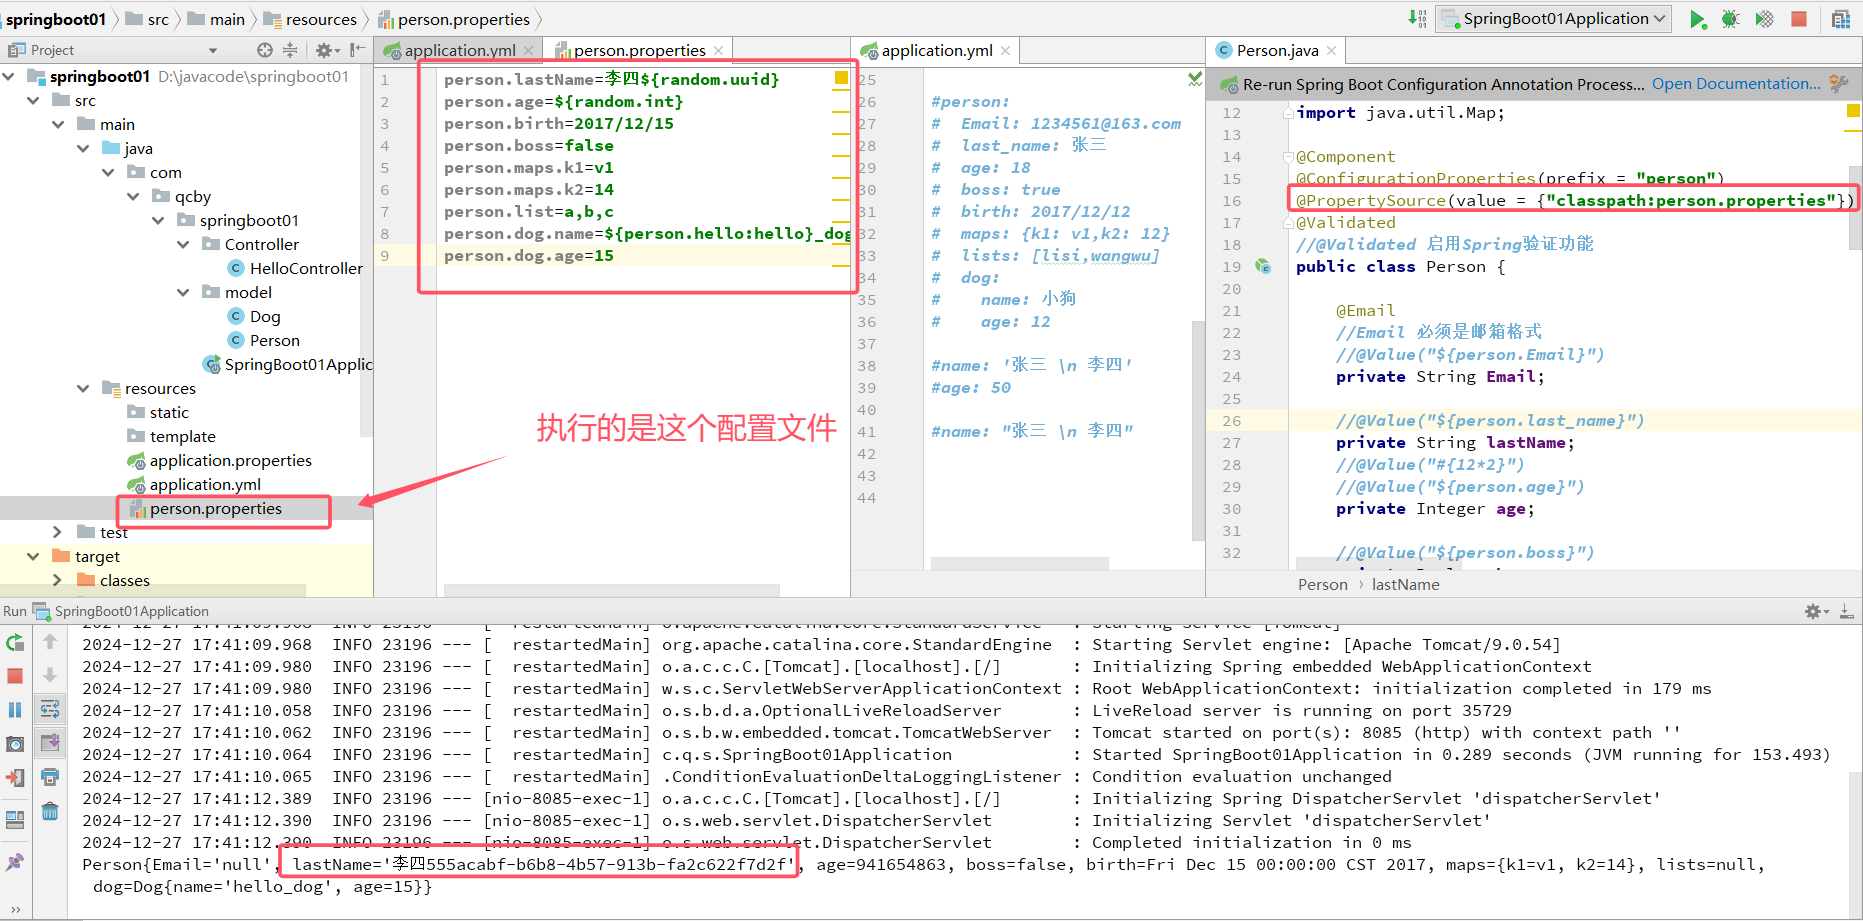 springboot01 src main resources person.properties
SpringBoot01Application
Project
application.yml
person.properties
application.yml
Person.java
springboot01 D:\javacode\springboot01
src
main
java
com
qcby
springboot01
Controller
HelloController
model
Dog
Person
SpringBoot01Applic
resources
static
template
application.properties
application.yml
person.properties
test
target
classes
1 person.lastName=李四${random.uuid}
2 person.age=${random.int}
3 person.birth=2017/12/15
4 person.boss=false
5 person.maps.k1=v1
6 person.maps.k2=14
7 person.list=a,b,c
8 person.dog.name=${person.hello:hello}_dog
9 person.dog.age=15
执行的是这个配置文件
25
26 #person:
27 #  Email: 1234561@163.com
28 #  last_name: 张三
29 #  age: 18
30 #  boss: true
31 #  birth: 2017/12/12
32 #  maps: {k1: v1,k2: 12}
33 #  lists: [lisi,wangwu]
34 #  dog:
35 #    name: 小狗
36 #    age: 12
37
38 #name: '张三 \n 李四'
39 #age: 50
40
41 #name: "张三 \n 李四"
42
43
44
Re-run Spring Boot Configuration Annotation Process... Open Documentation...
12 import java.util.Map;
13
14 @Component
15 @ConfigurationProperties(prefix = "person")
16 @PropertySource(value = {"classpath:person.properties"})
17 @Validated
18 //@Validated 启用Spring验证功能
19 public class Person {
20
21     @Email
22     //Email 必须是邮箱格式
23     //@Value("${person.Email}")
24     private String Email;
25
26     //@Value("${person.last_name}")
27     private String lastName;
28     //@Value("#{12*2}")
29     //@Value("${person.age}")
30     private Integer age;
31
32     //@Value("${person.boss}")
Person › lastName
Run SpringBoot01Application
2024-12-27 17:41:09.968  INFO 23196 --- [  restartedMain] o.apache.catalina.core.StandardService   : Starting service [Tomcat]
2024-12-27 17:41:09.968  INFO 23196 --- [  restartedMain] org.apache.catalina.core.StandardEngine  : Starting Servlet engine: [Apache Tomcat/9.0.54]
2024-12-27 17:41:09.980  INFO 23196 --- [  restartedMain] o.a.c.c.C.[Tomcat].[localhost].[/]       : Initializing Spring embedded WebApplicationContext
2024-12-27 17:41:09.980  INFO 23196 --- [  restartedMain] w.s.c.ServletWebServerApplicationContext : Root WebApplicationContext: initialization completed in 179 ms
2024-12-27 17:41:10.058  INFO 23196 --- [  restartedMain] o.s.b.d.a.OptionalLiveReloadServer       : LiveReload server is running on port 35729
2024-12-27 17:41:10.062  INFO 23196 --- [  restartedMain] o.s.b.w.embedded.tomcat.TomcatWebServer  : Tomcat started on port(s): 8085 (http) with context path ''
2024-12-27 17:41:10.064  INFO 23196 --- [  restartedMain] c.q.s.SpringBoot01Application            : Started SpringBoot01Application in 0.289 seconds (JVM running for 153.493)
2024-12-27 17:41:10.065  INFO 23196 --- [  restartedMain] .ConditionEvaluationDeltaLoggingListener : Condition evaluation unchanged
2024-12-27 17:41:12.389  INFO 23196 --- [nio-8085-exec-1] o.a.c.c.C.[Tomcat].[localhost].[/]       : Initializing Spring DispatcherServlet 'dispatcherServlet'
2024-12-27 17:41:12.390  INFO 23196 --- [nio-8085-exec-1] o.s.web.servlet.DispatcherServlet        : Initializing Servlet 'dispatcherServlet'
2024-12-27 17:41:12.390  INFO 23196 --- [nio-8085-exec-1] o.s.web.servlet.DispatcherServlet        : Completed initialization in 0 ms
Person{Email='null', lastName='李四555acabf-b6b8-4b57-913b-fa2c622f7d2f', age=941654863, boss=false, birth=Fri Dec 15 00:00:00 CST 2017, maps={k1=v1, k2=14}, lists=null,
dog=Dog{name='hello_dog', age=15}}